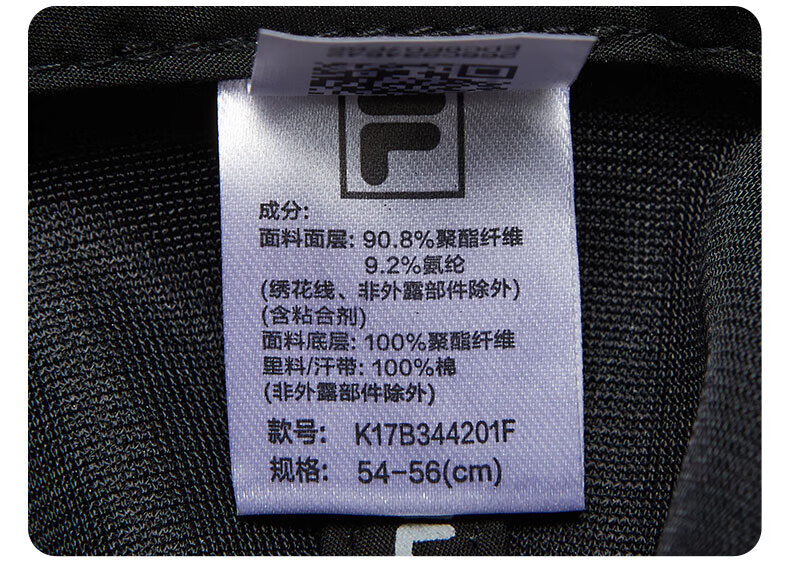 成分:
面料面层: 90.8%聚酯纤维
9.2%氨纶
(绣花线、非外露部件除外)
(含粘合剂)
面料底层: 100%聚酯纤维
里料/汗带: 100%棉
(非外露部件除外)
款号: K17B344201F
规格: 54-56(cm)